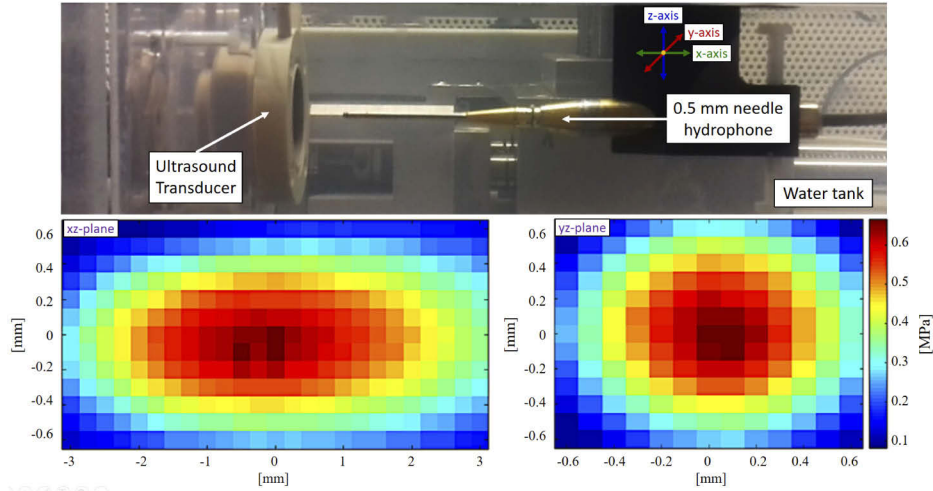 z-axis
y-axis
x-axis
0.5 mm needle
hydrophone
Ultrasound
Transducer
Water tank
xz-plane
0.6
0.4
0.2
0
-0.2
-0.4
-0.6
[mm]
-3 -2 -1 0 1 2 3
[mm]
yz-plane
0.6
0.4
0.2
0
-0.2
-0.4
-0.6
[mm]
-0.6 -0.4 -0.2 0 0.2 0.4 0.6
[mm]
0.6
0.5
0.4
0.3
0.2
0.1
[MPa]